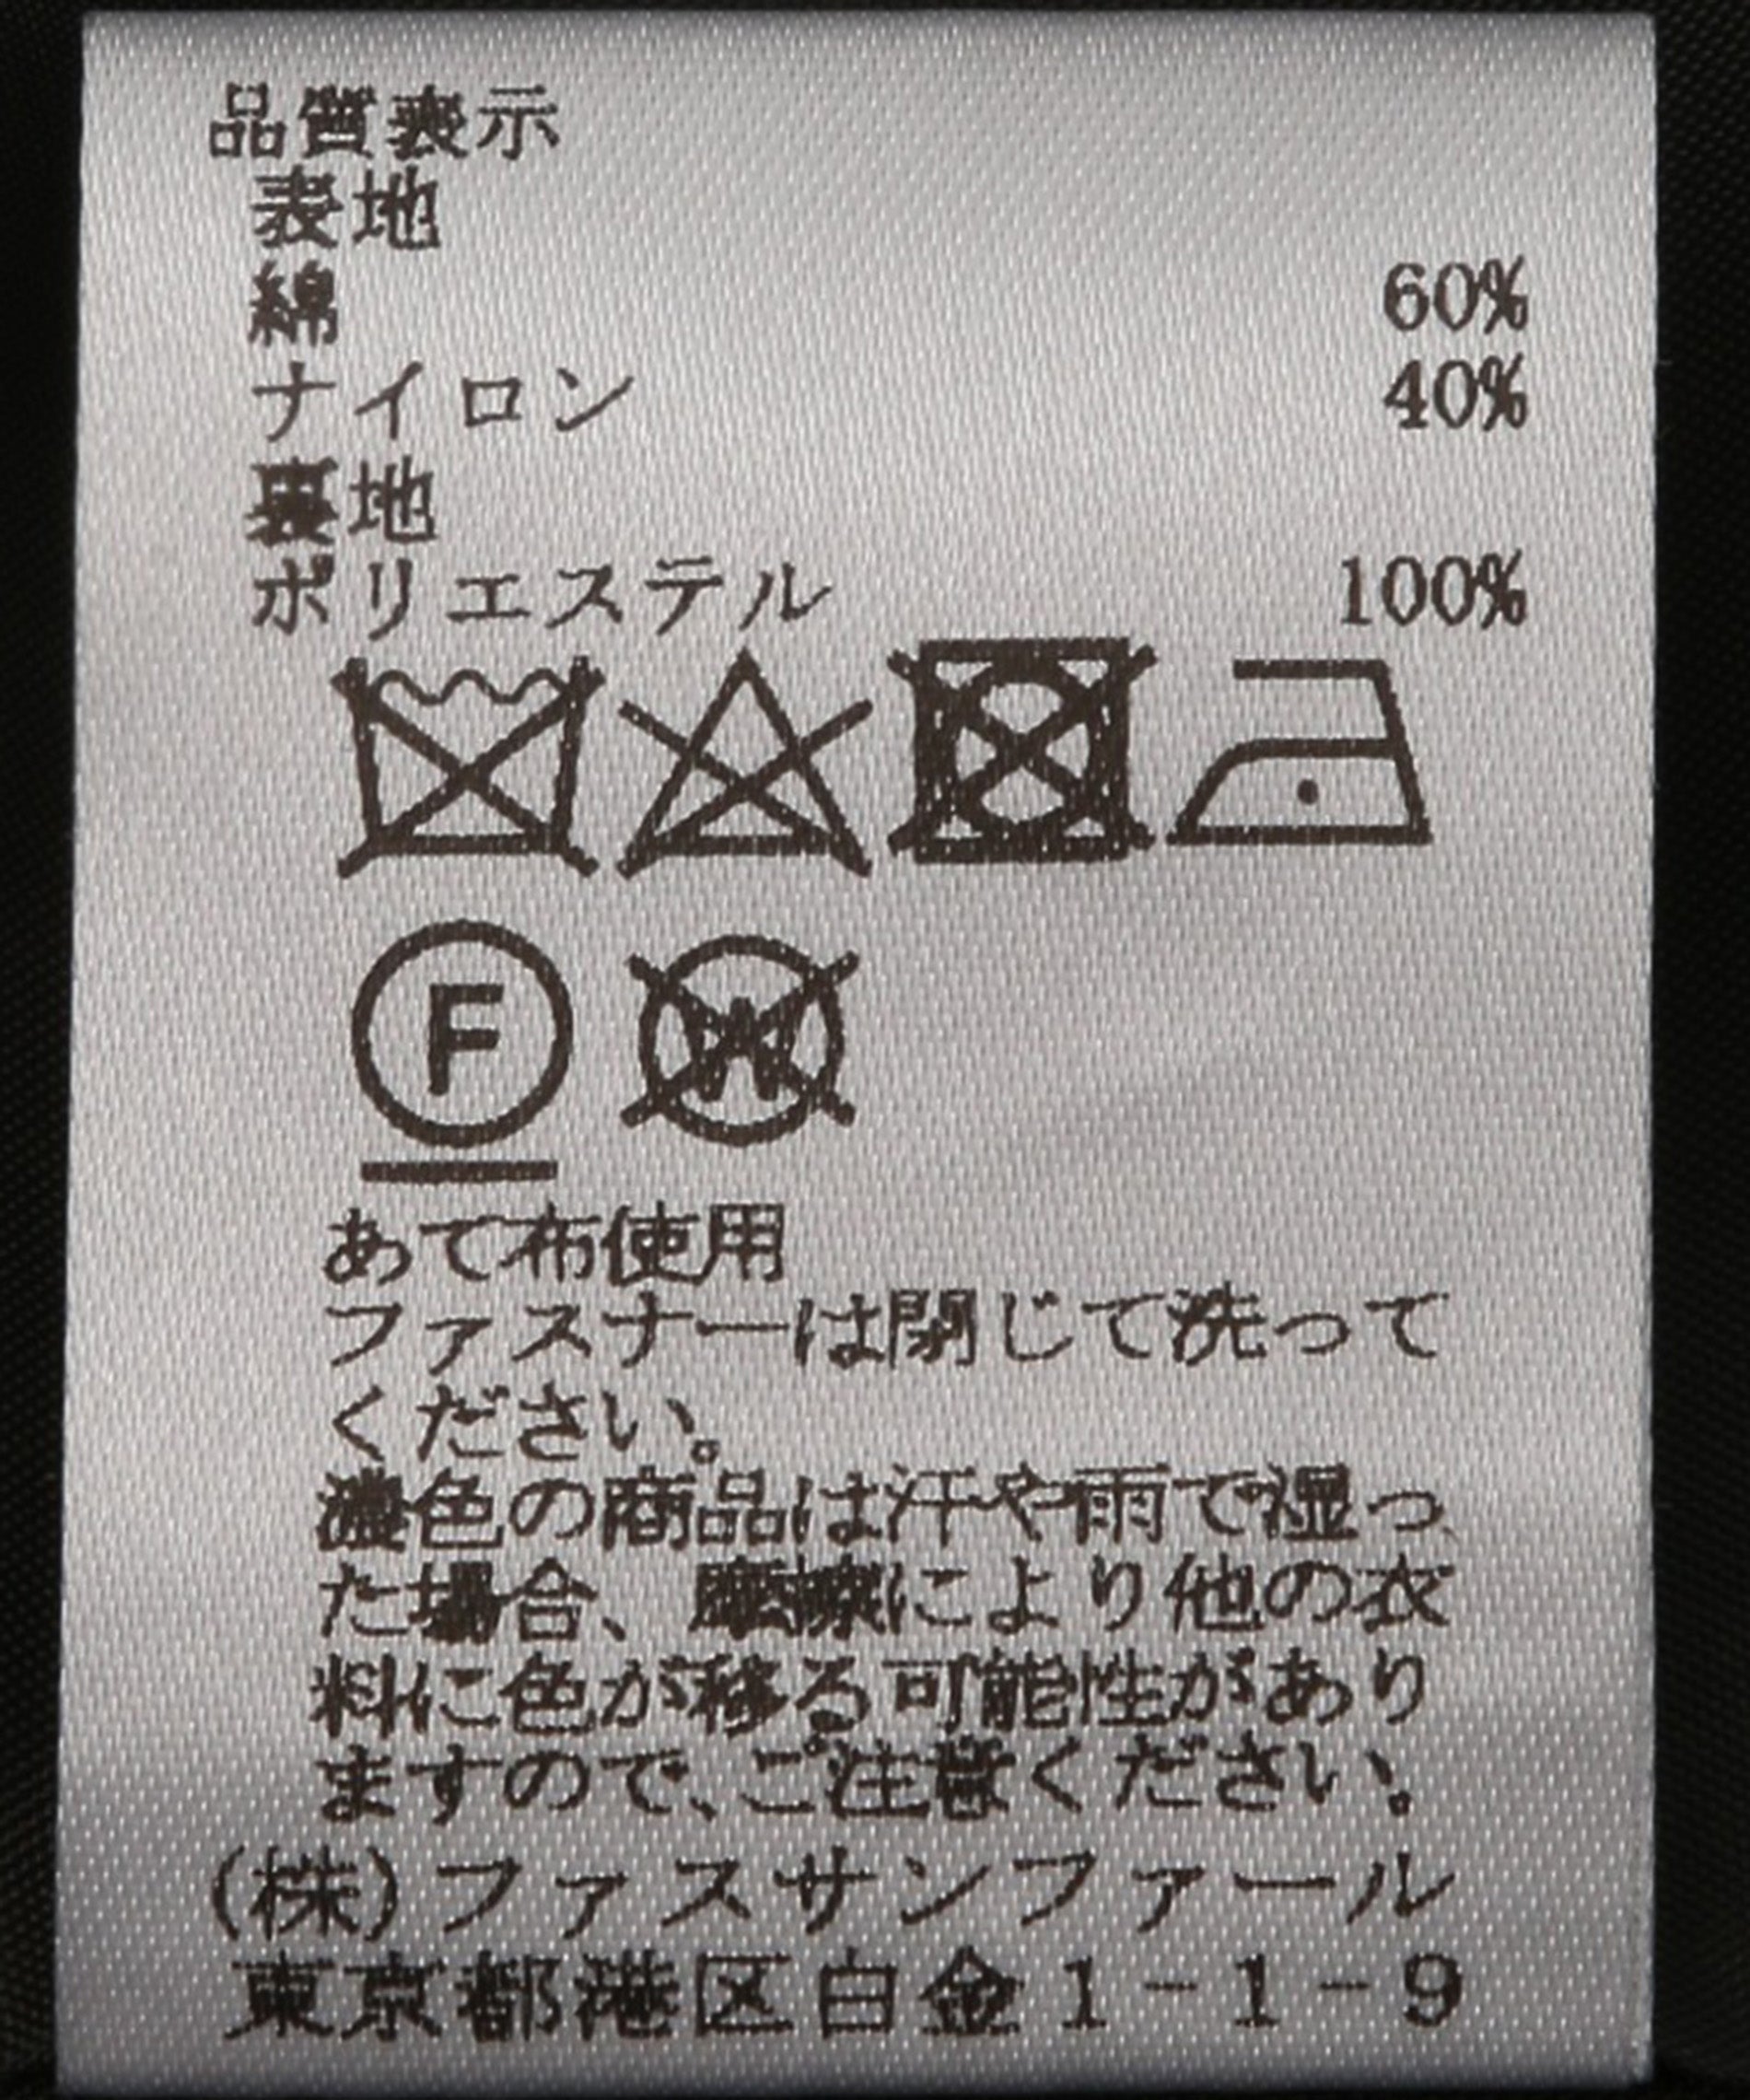 品質表示
表地
綿 60%
ナイロン 40%
裏地
ポリエステル 100%
F W
あて布使用
ファスナーは閉じて洗って
ください。
濃色の商品は汗や雨で湿っ
た場合、摩擦により他の衣
料に色が移る可能性があり
ますので、ご注意ください。
(株)ファスサンファール
東京都港区白金1-1-9